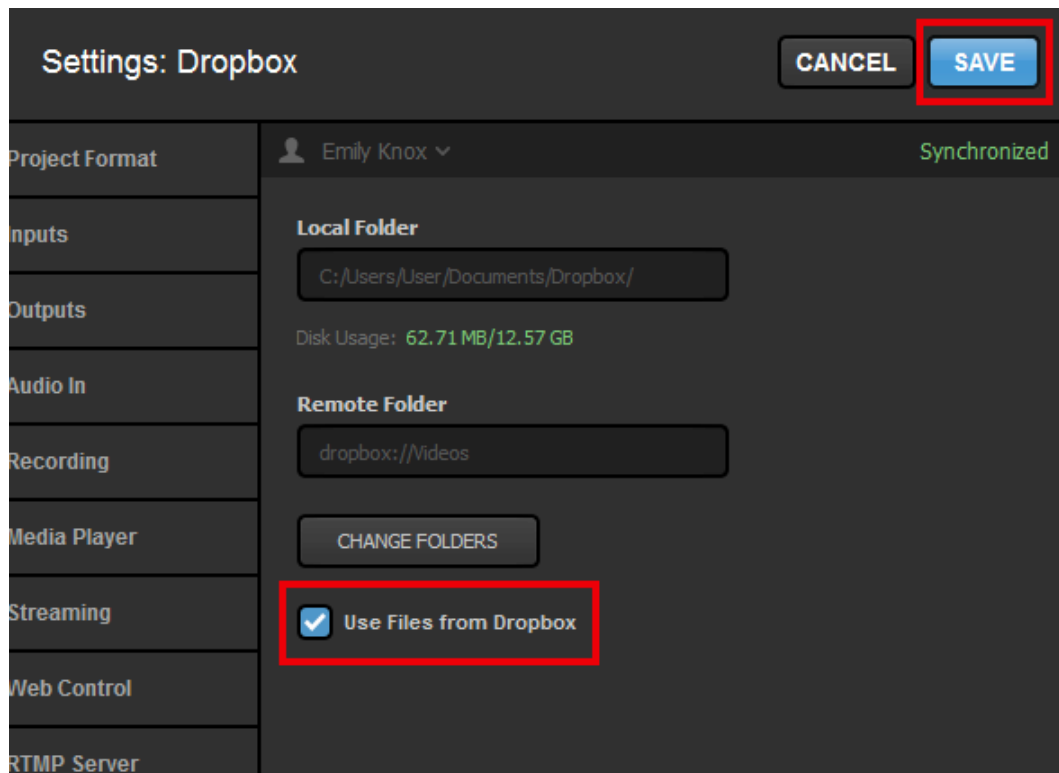 Settings: Dropbox
CANCEL
SAVE
Project Format
Inputs
Outputs
Audio In
Recording
Media Player
Streaming
Web Control
RTMP Server
Emily Knox
Synchronized
Local Folder
C:/Users/User/Documents/Dropbox/
Disk Usage: 62.71 MB/12.57 GB
Remote Folder
dropbox://Videos
CHANGE FOLDERS
Use Files from Dropbox